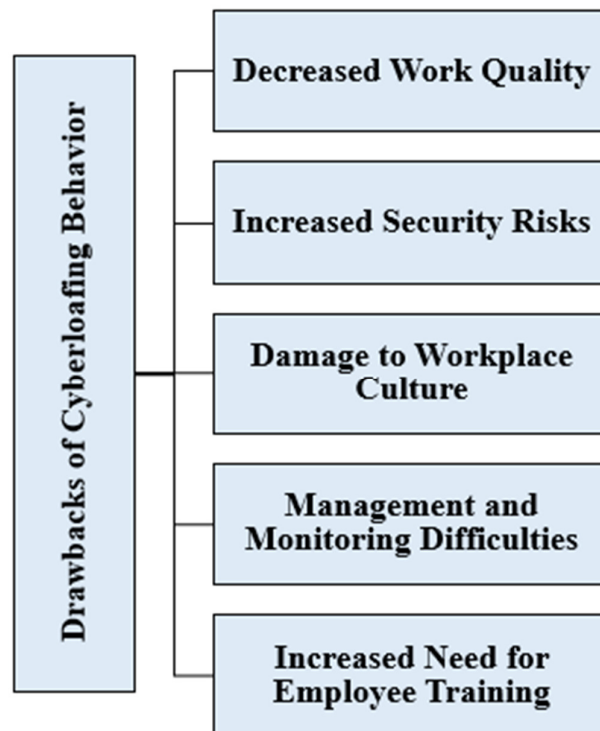 Drawbacks of Cyberloafing Behavior
Decreased Work Quality
Increased Security Risks
Damage to Workplace
Culture
Management and
Monitoring Difficulties
Increased Need for
Employee Training